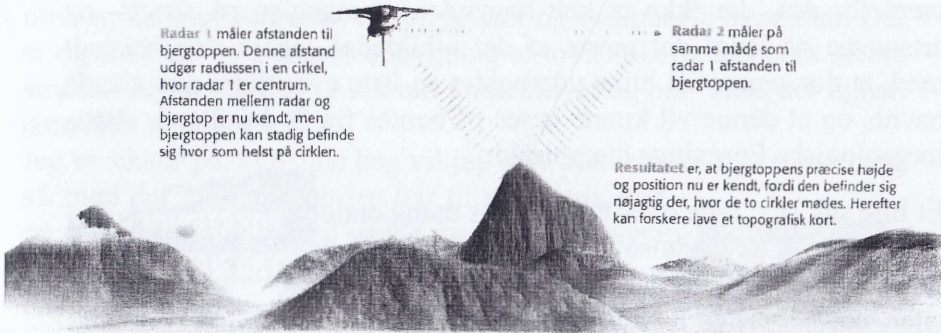 Radar 1 måler afstanden til
bjergtoppen. Denne afstand
udgør radiussen i en cirkel,
hvor radar 1 er centrum.
Afstanden mellem radar og
bjergtop er nu kendt, men
bjergtoppen kan stadig befinde
sig hvor som helst på cirklen.
Radar 2 måler på
samme måde som
radar 1 afstanden til
bjergtoppen.
Resultatet er, at bjergtoppens præcise højde
og position nu er kendt, fordi den befinder sig
nøjagtig der, hvor de to cirkler mødes. Herefter
kan forskere lave et topografisk kort.